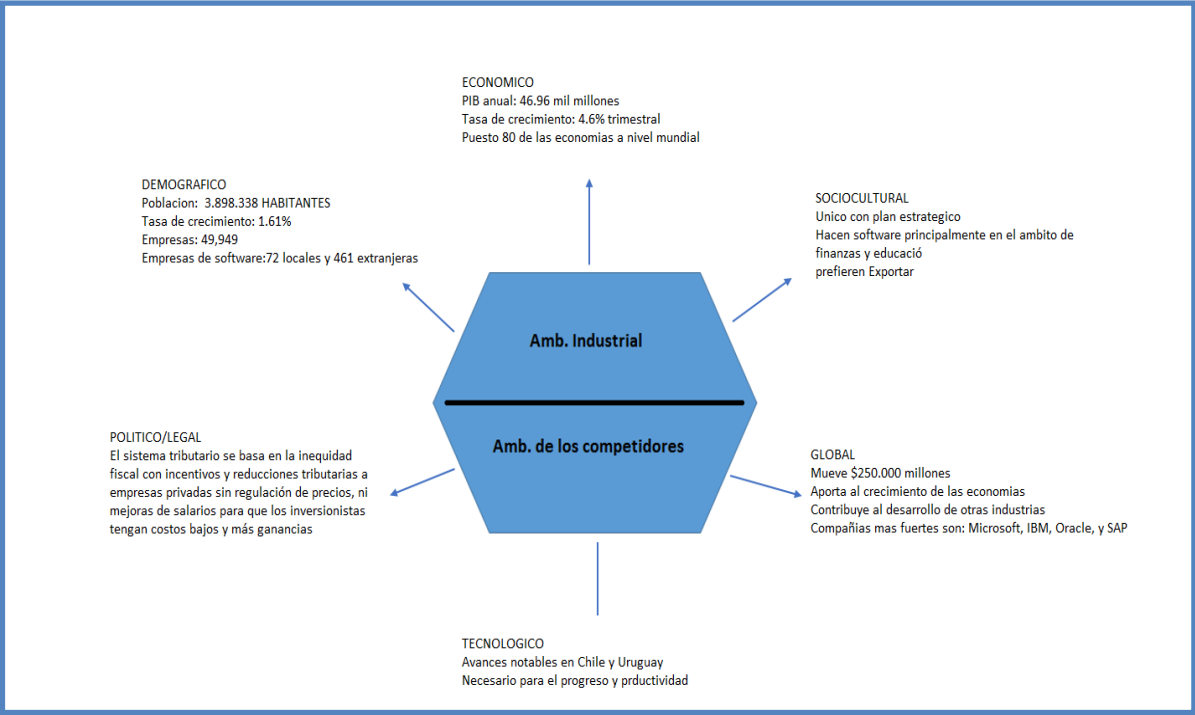 ECONOMICO
PIB anual: 46.96 mil millones
Tasa de crecimiento: 4.6% trimestral
Puesto 80 de las economias a nivel mundial
DEMOGRAFICO
Poblacion:  3.898.338 HABITANTES
Tasa de crecimiento: 1.61%
Empresas: 49,949
Empresas de software:72 locales y 461 extranjeras
SOCIOCULTURAL
Unico con plan estrategico
Hacen software principalmente en el ambito de
finanzas y educació
prefieren Exportar
Amb. Industrial
Amb. de los competidores
POLITICO/LEGAL
El sistema tributario se basa en la inequidad
fiscal con incentivos y reducciones tributarias a
empresas privadas sin regulación de precios, ni
mejoras de salarios para que los inversionistas
tengan costos bajos y más ganancias
GLOBAL
Mueve $250.000 millones
Aporta al crecimiento de las economias
Contribuye al desarrollo de otras industrias
Compañias mas fuertes son: Microsoft, IBM, Oracle, y SAP
TECNOLOGICO
Avances notables en Chile y Uruguay
Necesario para el progreso y prductividad